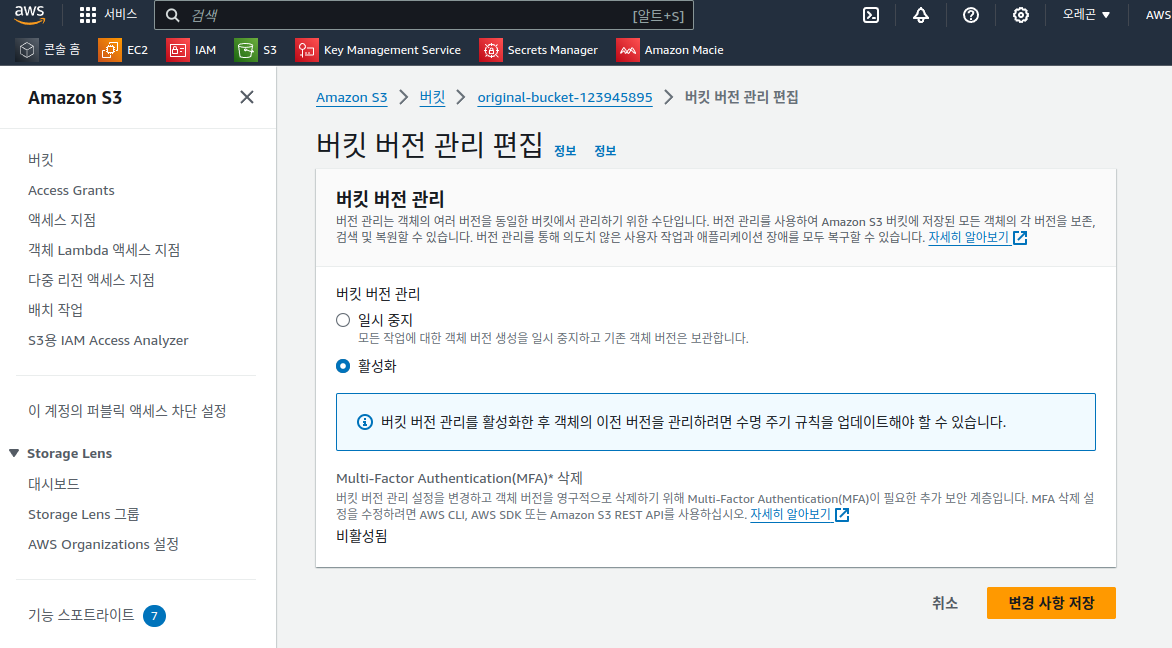 aws
서비스
검색
[알트+S]
오레곤
AWS
콘솔 홈
EC2
IAM
S3
Key Management Service
Secrets Manager
Amazon Macie
Amazon S3
버킷
Access Grants
액세스 지점
객체 Lambda 액세스 지점
다중 리전 액세스 지점
배치 작업
S3용 IAM Access Analyzer
이 계정의 퍼블릭 액세스 차단 설정
Storage Lens
대시보드
Storage Lens 그룹
AWS Organizations 설정
기능 스포트라이트 7
Amazon S3 > 버킷 > original-bucket-123945895 > 버킷 버전 관리 편집
버킷 버전 관리 편집 정보 정보
버킷 버전 관리
버전 관리는 객체의 여러 버전을 동일한 버킷에서 관리하기 위한 수단입니다. 버전 관리를 사용하여 Amazon S3 버킷에 저장된 모든 객체의 각 버전을 보존,
검색 및 복원할 수 있습니다. 버전 관리를 통해 의도치 않은 사용자 작업과 애플리케이션 장애를 모두 복구할 수 있습니다. 자세히 알아보기
버킷 버전 관리
일시 중지
모든 작업에 대한 객체 버전 생성을 일시 중지하고 기존 객체 버전은 보관합니다.
활성화
버킷 버전 관리를 활성화한 후 객체의 이전 버전을 관리하려면 수명 주기 규칙을 업데이트해야 할 수 있습니다.
Multi-Factor Authentication(MFA)* 삭제
버킷 버전 관리 설정을 변경하고 객체 버전을 영구적으로 삭제하기 위해 Multi-Factor Authentication(MFA)이 필요한 추가 보안 계층입니다. MFA 삭제 설
정을 수정하려면 AWS CLI, AWS SDK 또는 Amazon S3 REST API를 사용하십시오. 자세히 알아보기
비활성됨
취소
변경 사항 저장